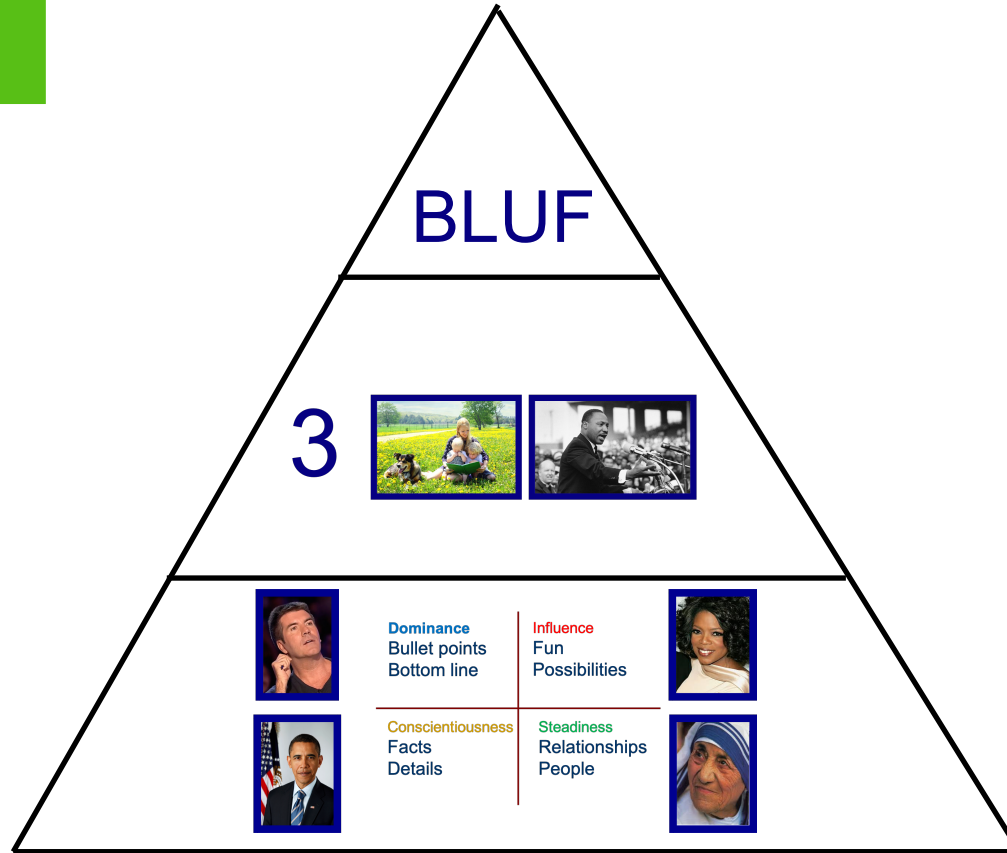 BLUF
3
Dominance
Bullet points
Bottom line
Influence
Fun
Possibilities
Conscientiousness
Facts
Details
Steadiness
Relationships
People